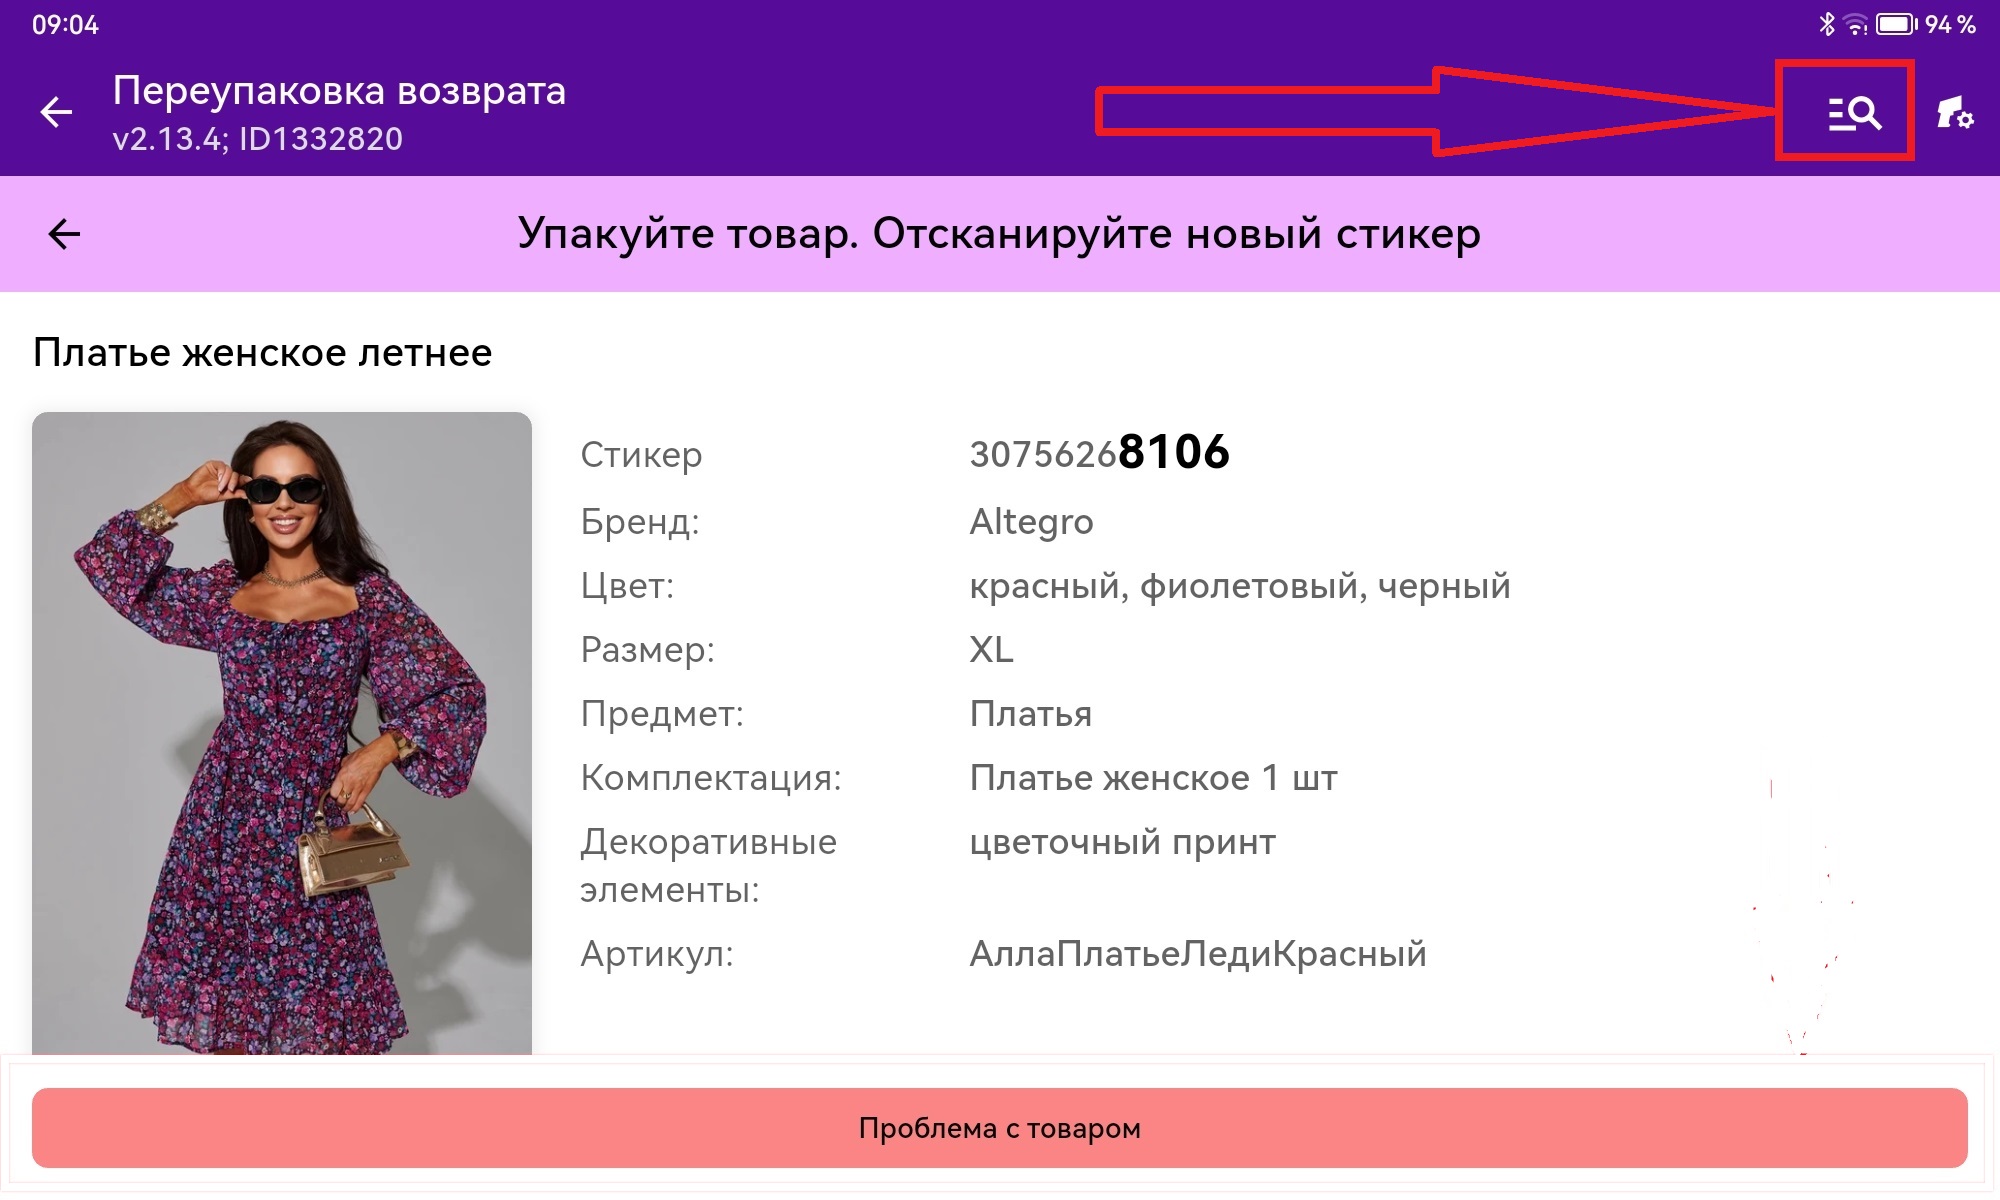 09:04
94 %
Переупаковка возврата
v2.13.4; ID1332820
Упакуйте товар. Отсканируйте новый стикер
Платье женское летнее
Стикер 30756268106
Бренд: Altegro
Цвет: красный, фиолетовый, черный
Размер: XL
Предмет: Платья
Комплектация: Платье женское 1 шт
Декоративные элементы: цветочный принт
Артикул: АллаПлатьеЛедиКрасный
Проблема с товаром